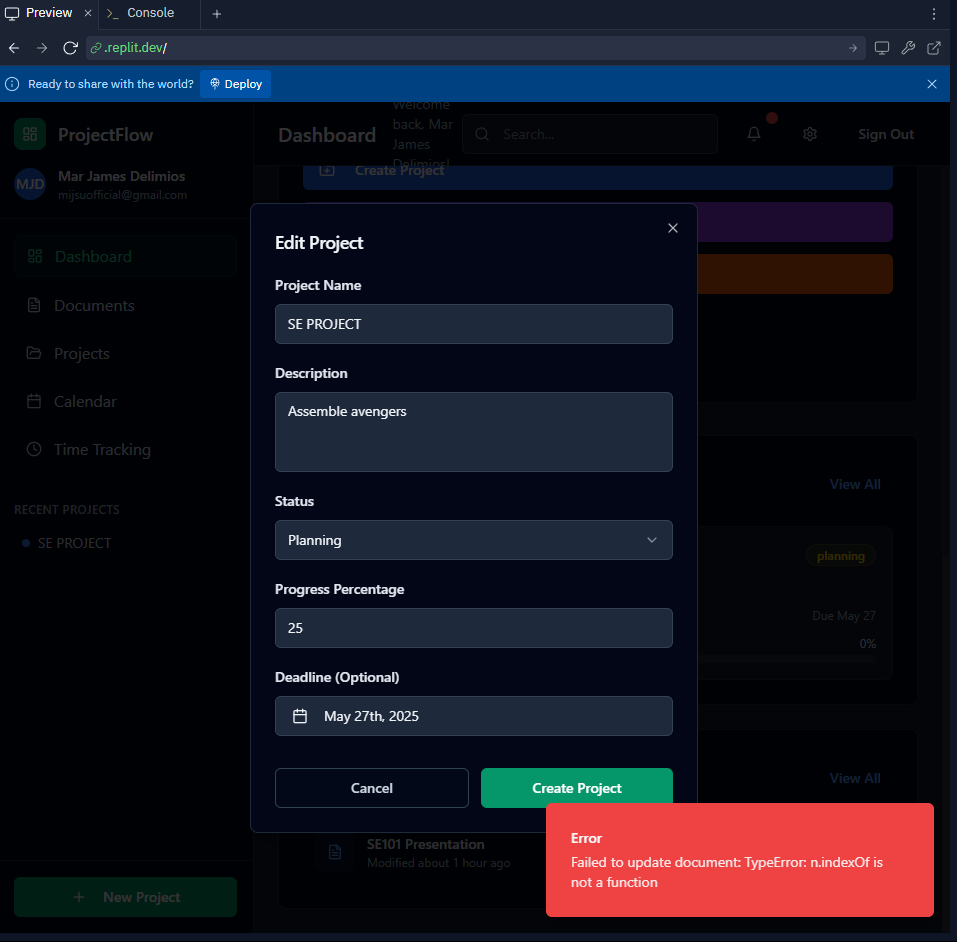 Preview
Console
.replit.dev/
Ready to share with the world?
Deploy
ProjectFlow
MJD
Mar James Delimios
mijsuofficial@gmail.com
Dashboard
Documents
Projects
Calendar
Time Tracking
RECENT PROJECTS
SE PROJECT
+ New Project
Dashboard
Welcome
back, Mar
James
Delimios!
Search...
Sign Out
Create Project
Edit Project
Project Name
SE PROJECT
Description
Assemble avengers
Status
Planning
Progress Percentage
25
Deadline (Optional)
May 27th, 2025
Cancel
Create Project
View All
planning
Due May 27
0%
View All
SE101 Presentation
Modified about 1 hour ago
Error
Failed to update document: TypeError: n.indexOf is
not a function